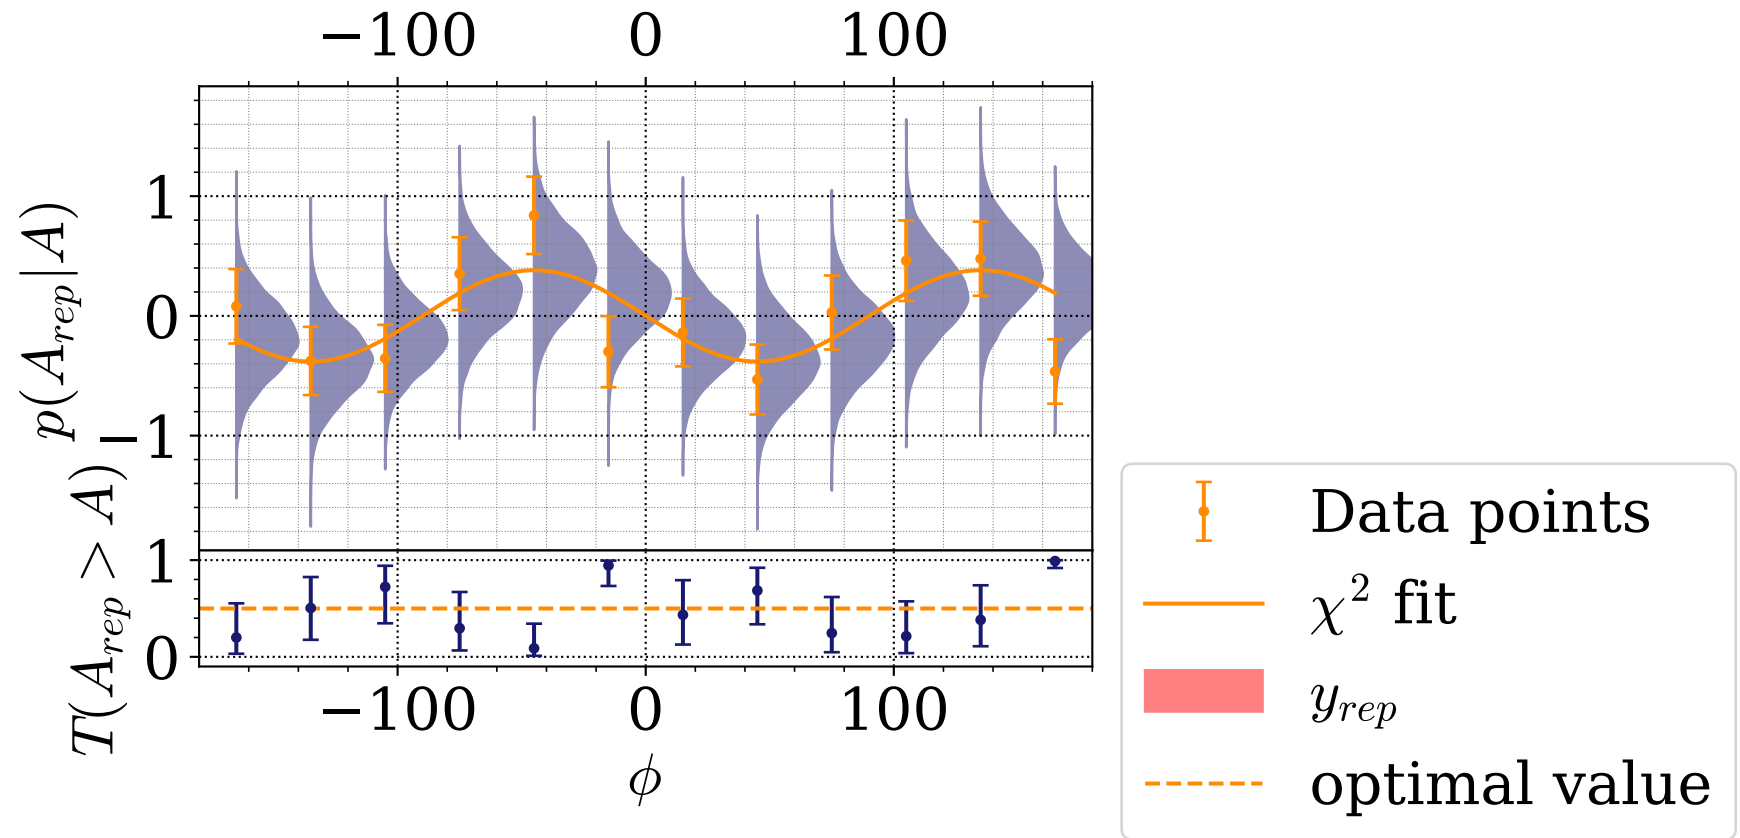 −100 0 100
p(A_rep|A)
1
0
−1
T(A_rep > A)
1
0
−100 0 100
ϕ
Data points
χ² fit
y_rep
optimal value